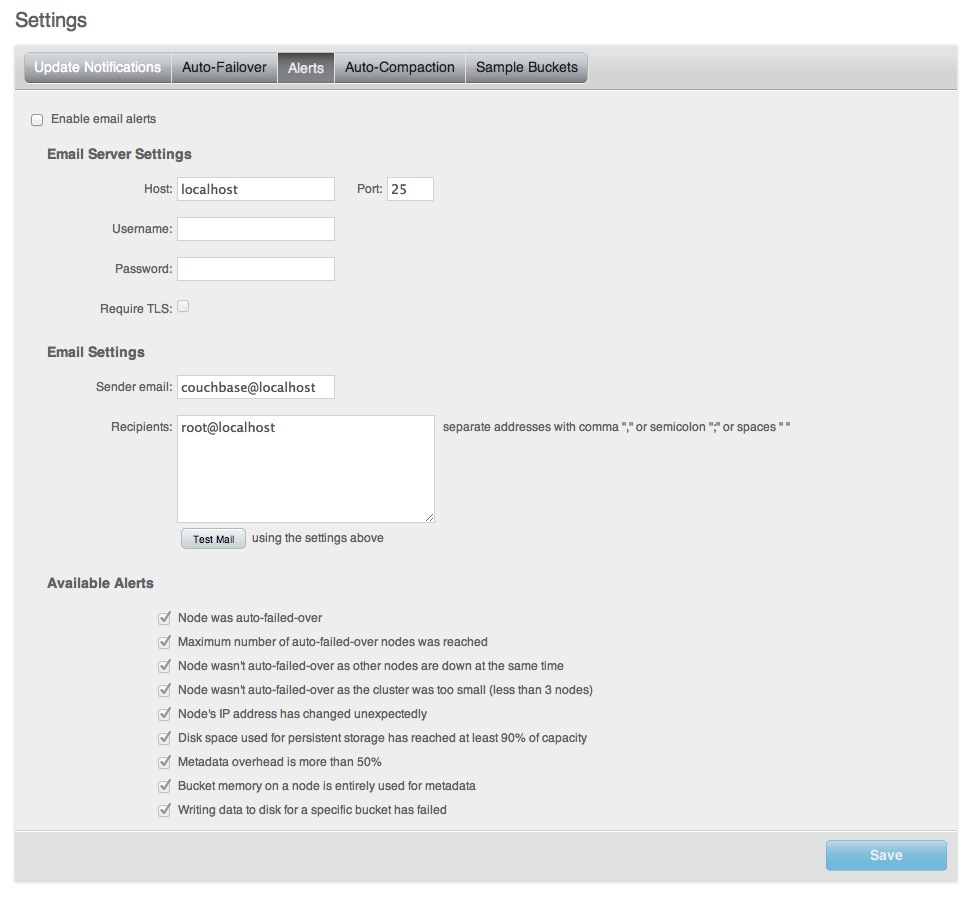 Settings
Update Notifications Auto-Failover Alerts Auto-Compaction Sample Buckets
Enable email alerts
Email Server Settings
Host: localhost Port: 25
Username:
Password:
Require TLS:
Email Settings
Sender email: couchbase@localhost
Recipients: root@localhost separate addresses with comma "," or semicolon ";" or spaces " "
Test Mail using the settings above
Available Alerts
Node was auto-failed-over
Maximum number of auto-failed-over nodes was reached
Node wasn't auto-failed-over as other nodes are down at the same time
Node wasn't auto-failed-over as the cluster was too small (less than 3 nodes)
Node's IP address has changed unexpectedly
Disk space used for persistent storage has reached at least 90% of capacity
Metadata overhead is more than 50%
Bucket memory on a node is entirely used for metadata
Writing data to disk for a specific bucket has failed
Save